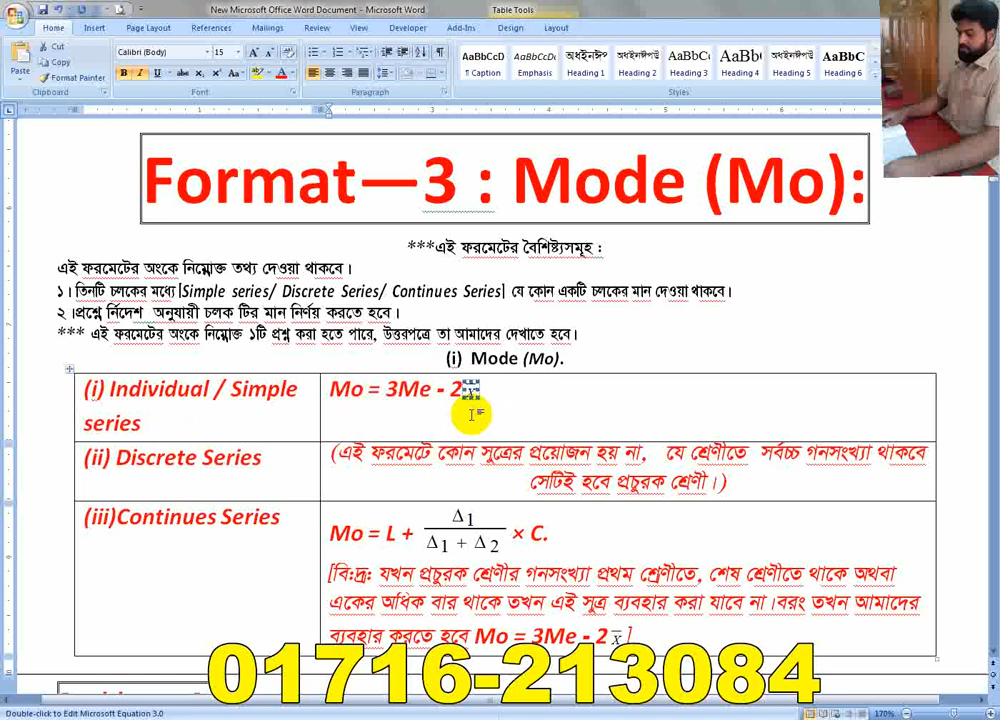 New Microsoft Office Word Document - Microsoft Word
Table Tools
Home Insert Page Layout References Mailings Review View Developer Add-Ins Design Layout
Paste
Cut
Copy
Format Painter
Clipboard
Calibri (Body) 15
Font
Paragraph
AaBbCcD AaBbCcDc অধইনঈপ অধইনঈপউ AaBbCc AaBb( অধইনঈপ AaBbC
¶ Caption Emphasis Heading 1 Heading 2 Heading 3 Heading 4 Heading 5 Heading 6
Styles
Format—3 : Mode (Mo):
***এই ফরমেটের বৈশিষ্ট্যসমূহ :
এই ফরমেটের অংকে নিম্মোক্ত তথ্য দেওয়া থাকবে।
১। তিনটি চলকের মধ্যে |Simple series/ Discrete Series/ Continues Series| যে কোন একটি চলকের মান দেওয়া থাকবে।
২।প্রশ্নে র্নিদেশ অনুযায়ী চলক টির মান নির্ণয় করতে হবে।
*** এই ফরমেটের অংকে নিম্মোক্ত ১টি প্রশ্ন করা হতে পারে, উত্তরপত্রে তা আমাদের দেখাতে হবে।
(i) Mode (Mo).
(i) Individual / Simple series
Mo = 3Me - 2x̄
(ii) Discrete Series
(এই ফরমেটে কোন সুত্রের প্রয়োজন হয় না, যে শ্রেণীতে সর্বচ্চ গনসংখ্যা থাকবে
সেটিই হবে প্রচুরক শ্রেণী।)
(iii)Continues Series
Mo = L + Δ1 / (Δ1 + Δ2) × C.
[বি:দ্র: যখন প্রচুরক শ্রেণীর গনসংখ্যা প্রথম শ্রেণীতে, শেষ শ্রেণীতে থাকে অথবা
একের অধিক বার থাকে তখন এই সুত্র ব্যবহার করা যাবে না।বরং তখন আমাদের
ব্যবহার করতে হবে Mo = 3Me - 2x̄ ]
01716-213084
Double-click to Edit Microsoft Equation 3.0
170%